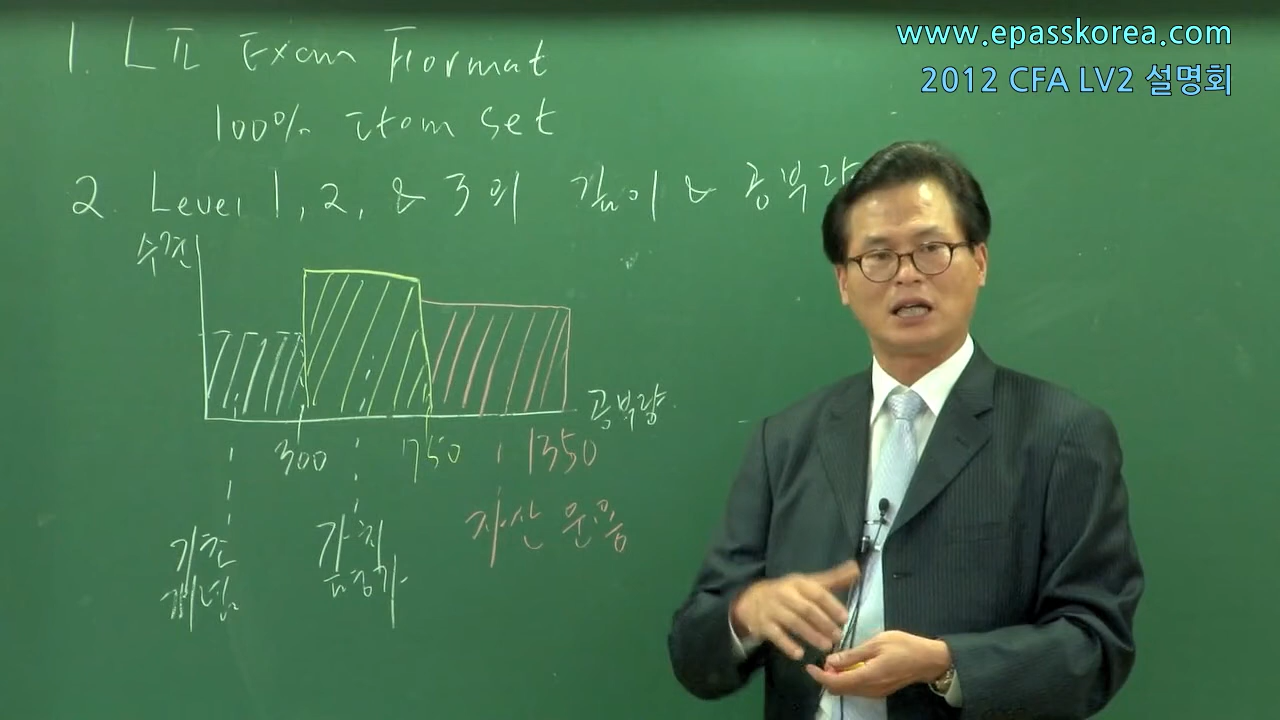 www.epasskorea.com
2012 CFA LV2 설명회
1. L II Exam Format
100% Item Set
2. Level 1, 2, & 3의 깊이 & 공부량
수준
공부량
300 750 1350
기초 개념
가치 평가
자산 운용